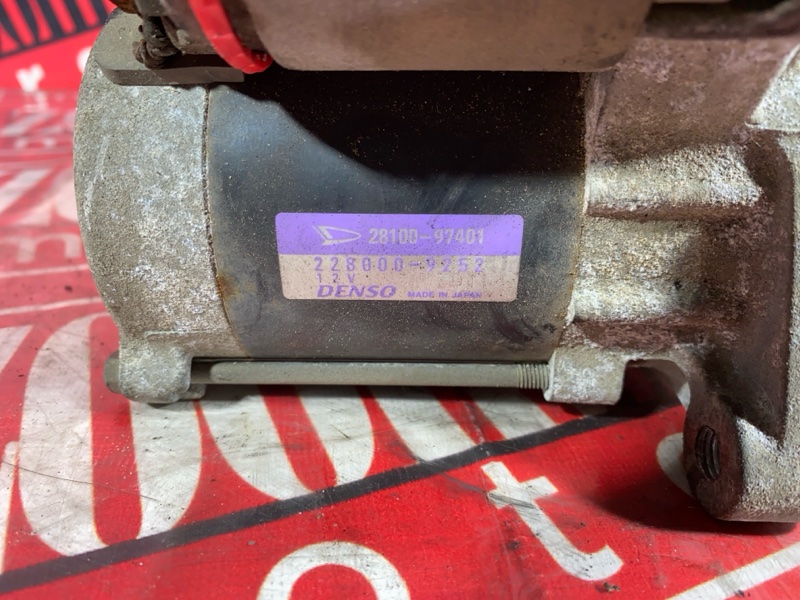 28100-97401
228000-9252
12V
DENSO MADE IN JAPAN
t